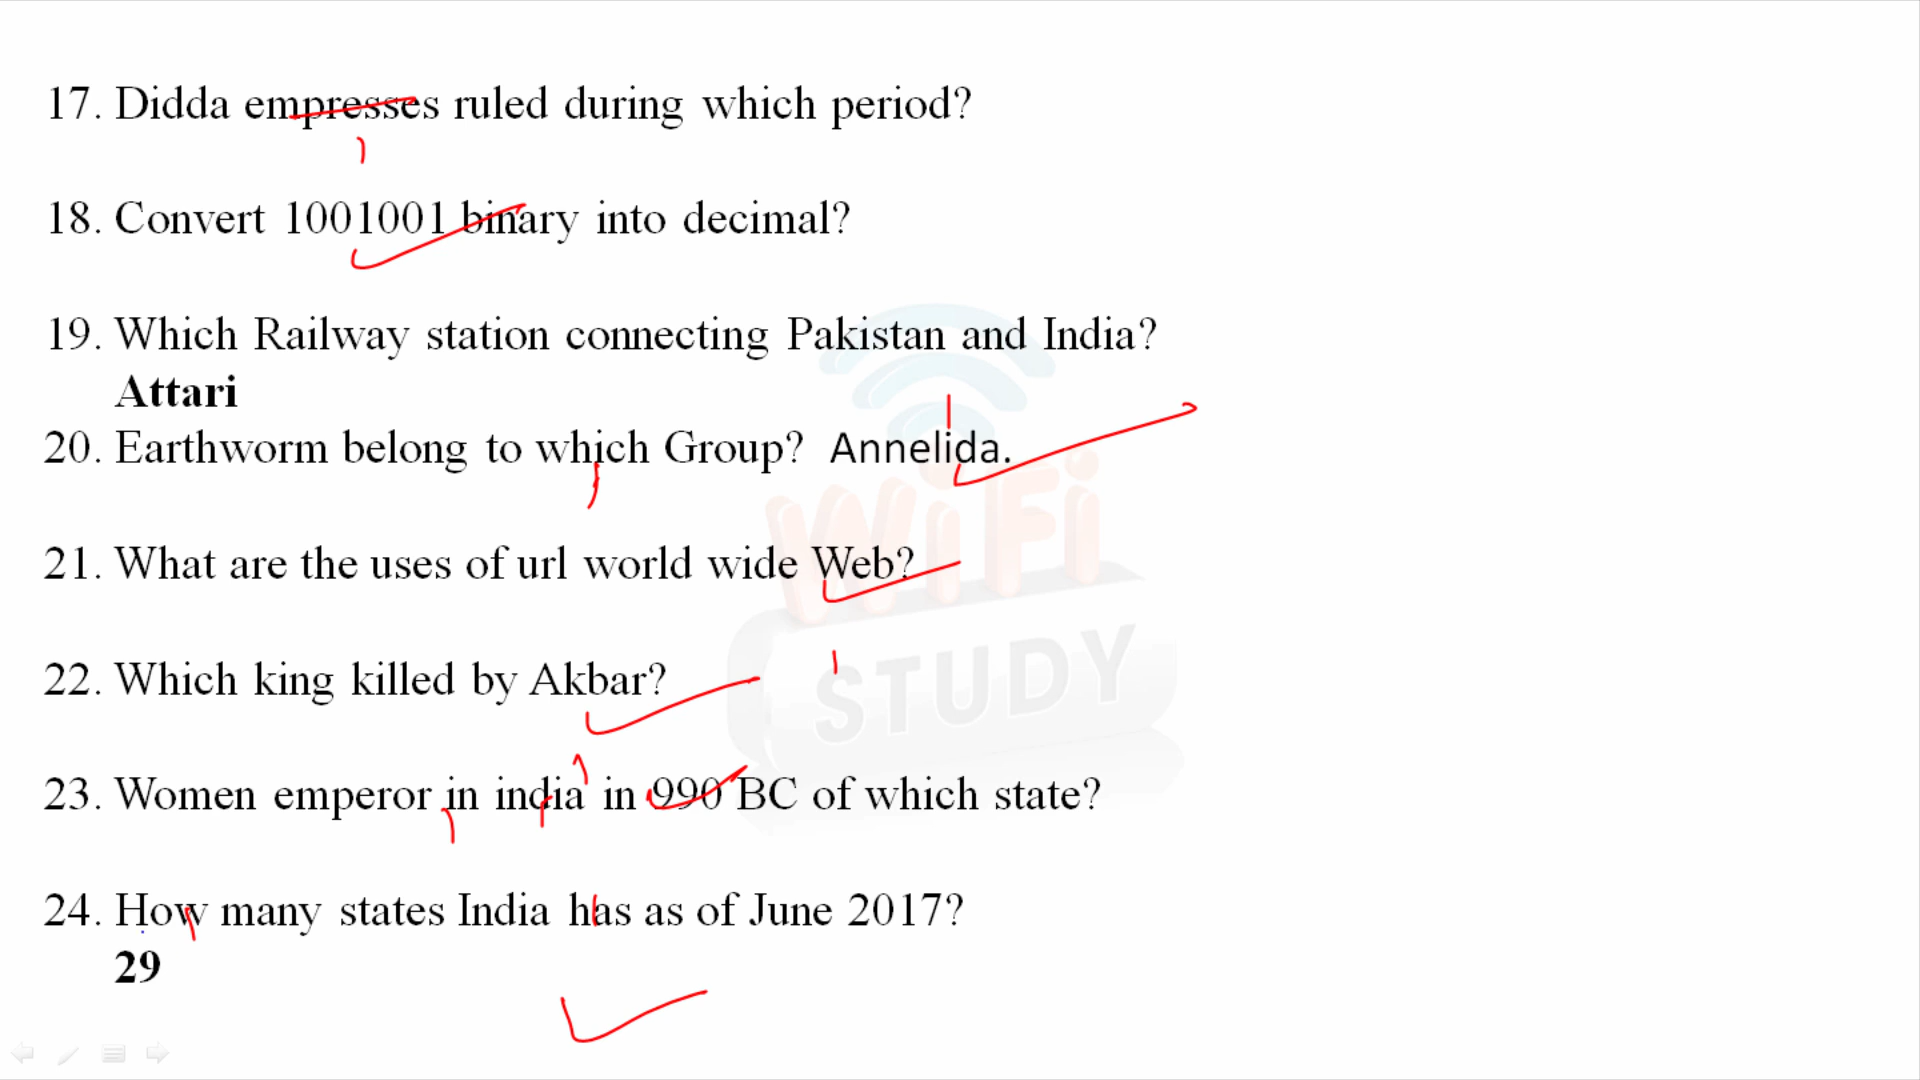 17. Didda empresses ruled during which period?
18. Convert 1001001 binary into decimal?
19. Which Railway station connecting Pakistan and India?
Attari
20. Earthworm belong to which Group? Annelida.
21. What are the uses of url world wide Web?
22. Which king killed by Akbar?
23. Women emperor in india in 990 BC of which state?
24. How many states India has as of June 2017?
29
WiFi
STUDY